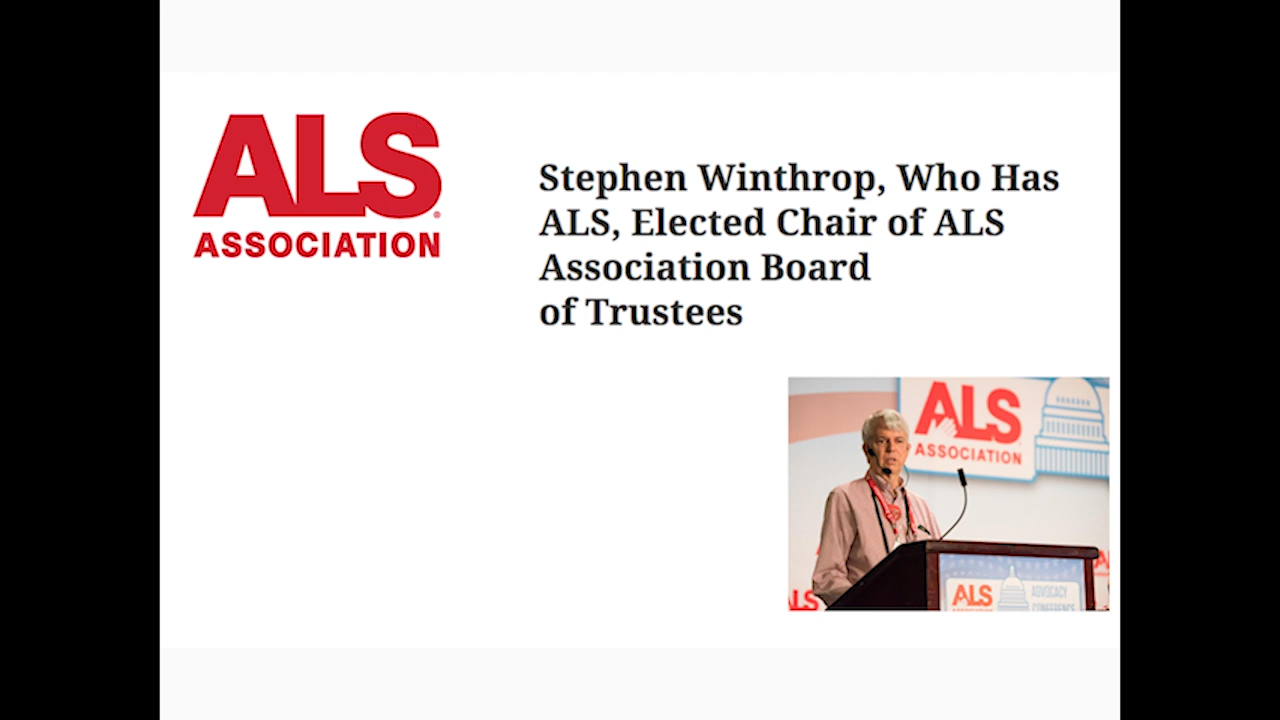 ALS
ASSOCIATION
Stephen Winthrop, Who Has
ALS, Elected Chair of ALS
Association Board
of Trustees
ALS
ASSOCIATION
ALS
ALS
ADVOCACY
CONFERENCE